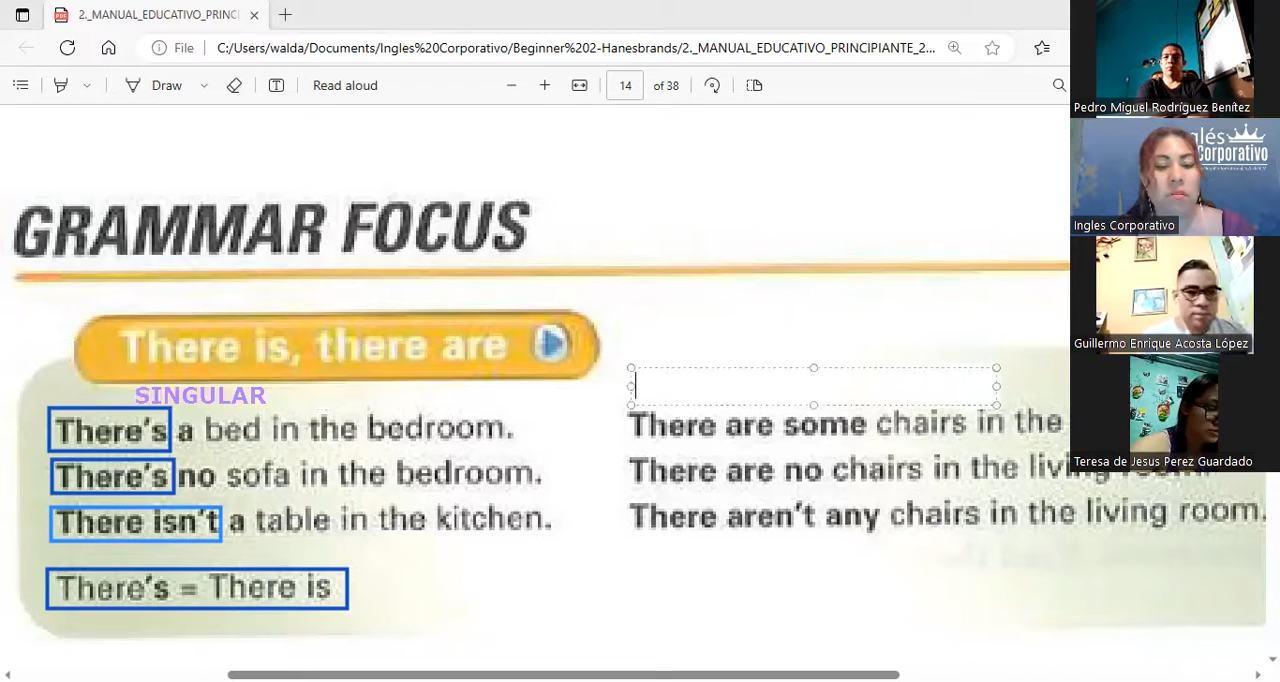 2._MANUAL_EDUCATIVO_PRINCI
File
C:/Users/walda/Documents/Ingles%20Corporativo/Beginner%202-Hanesbrands/2._MANUAL_EDUCATIVO_PRINCIPIANTE_2...
Draw
Read aloud
14 of 38
GRAMMAR FOCUS
There is, there are
SINGULAR
There's a bed in the bedroom.
There's no sofa in the bedroom.
There isn't a table in the kitchen.
There's = There is
There are some chairs in the
There are no chairs in the living room.
There aren't any chairs in the living room.
Pedro Miguel Rodríguez Benítez
Corporativo
Ingles Corporativo
Guillermo Enrique Acosta López
Teresa de Jesus Perez Guardado